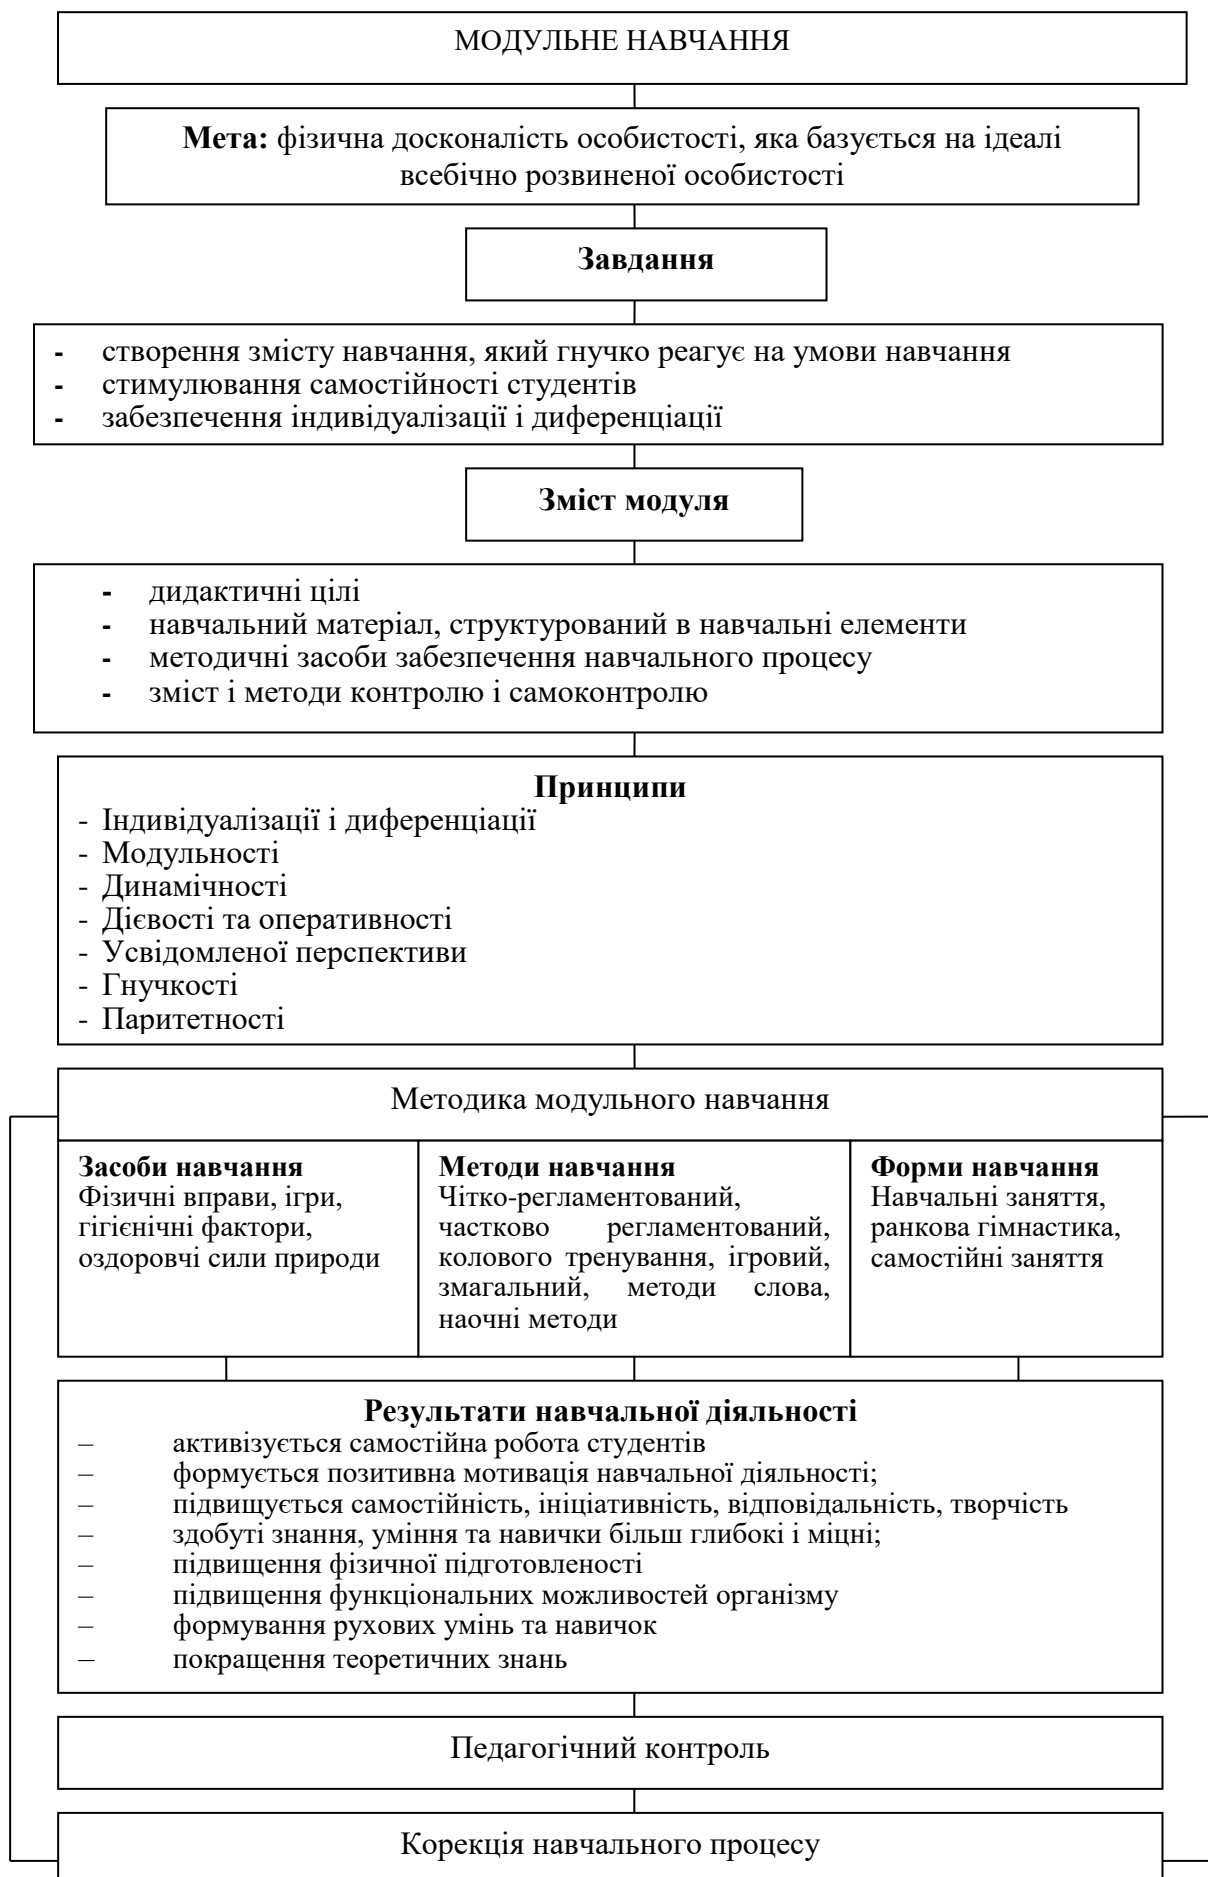 МОДУЛЬНЕ НАВЧАННЯ
Мета: фізична досконалість особистості, яка базується на ідеалі
всебічно розвиненої особистості
Завдання
- створення змісту навчання, який гнучко реагує на умови навчання
- стимулювання самостійності студентів
- забезпечення індивідуалізації і диференціації
Зміст модуля
- дидактичні цілі
- навчальний матеріал, структурований в навчальні елементи
- методичні засоби забезпечення навчального процесу
- зміст і методи контролю і самоконтролю
Принципи
- Індивідуалізації і диференціації
- Модульності
- Динамічності
- Дієвості та оперативності
- Усвідомленої перспективи
- Гнучкості
- Паритетності
Методика модульного навчання
Засоби навчання
Фізичні вправи, ігри,
гігієнічні фактори,
оздоровчі сили природи
Методи навчання
Чітко-регламентований,
частково регламентований,
колового тренування, ігровий,
змагальний, методи слова,
наочні методи
Форми навчання
Навчальні заняття,
ранкова гімнастика,
самостійні заняття
Результати навчальної діяльності
– активізується самостійна робота студентів
– формується позитивна мотивація навчальної діяльності;
– підвищується самостійність, ініціативність, відповідальність, творчість
– здобуті знання, уміння та навички більш глибокі і міцні;
– підвищення фізичної підготовленості
– підвищення функціональних можливостей організму
– формування рухових умінь та навичок
– покращення теоретичних знань
Педагогічний контроль
Корекція навчального процесу